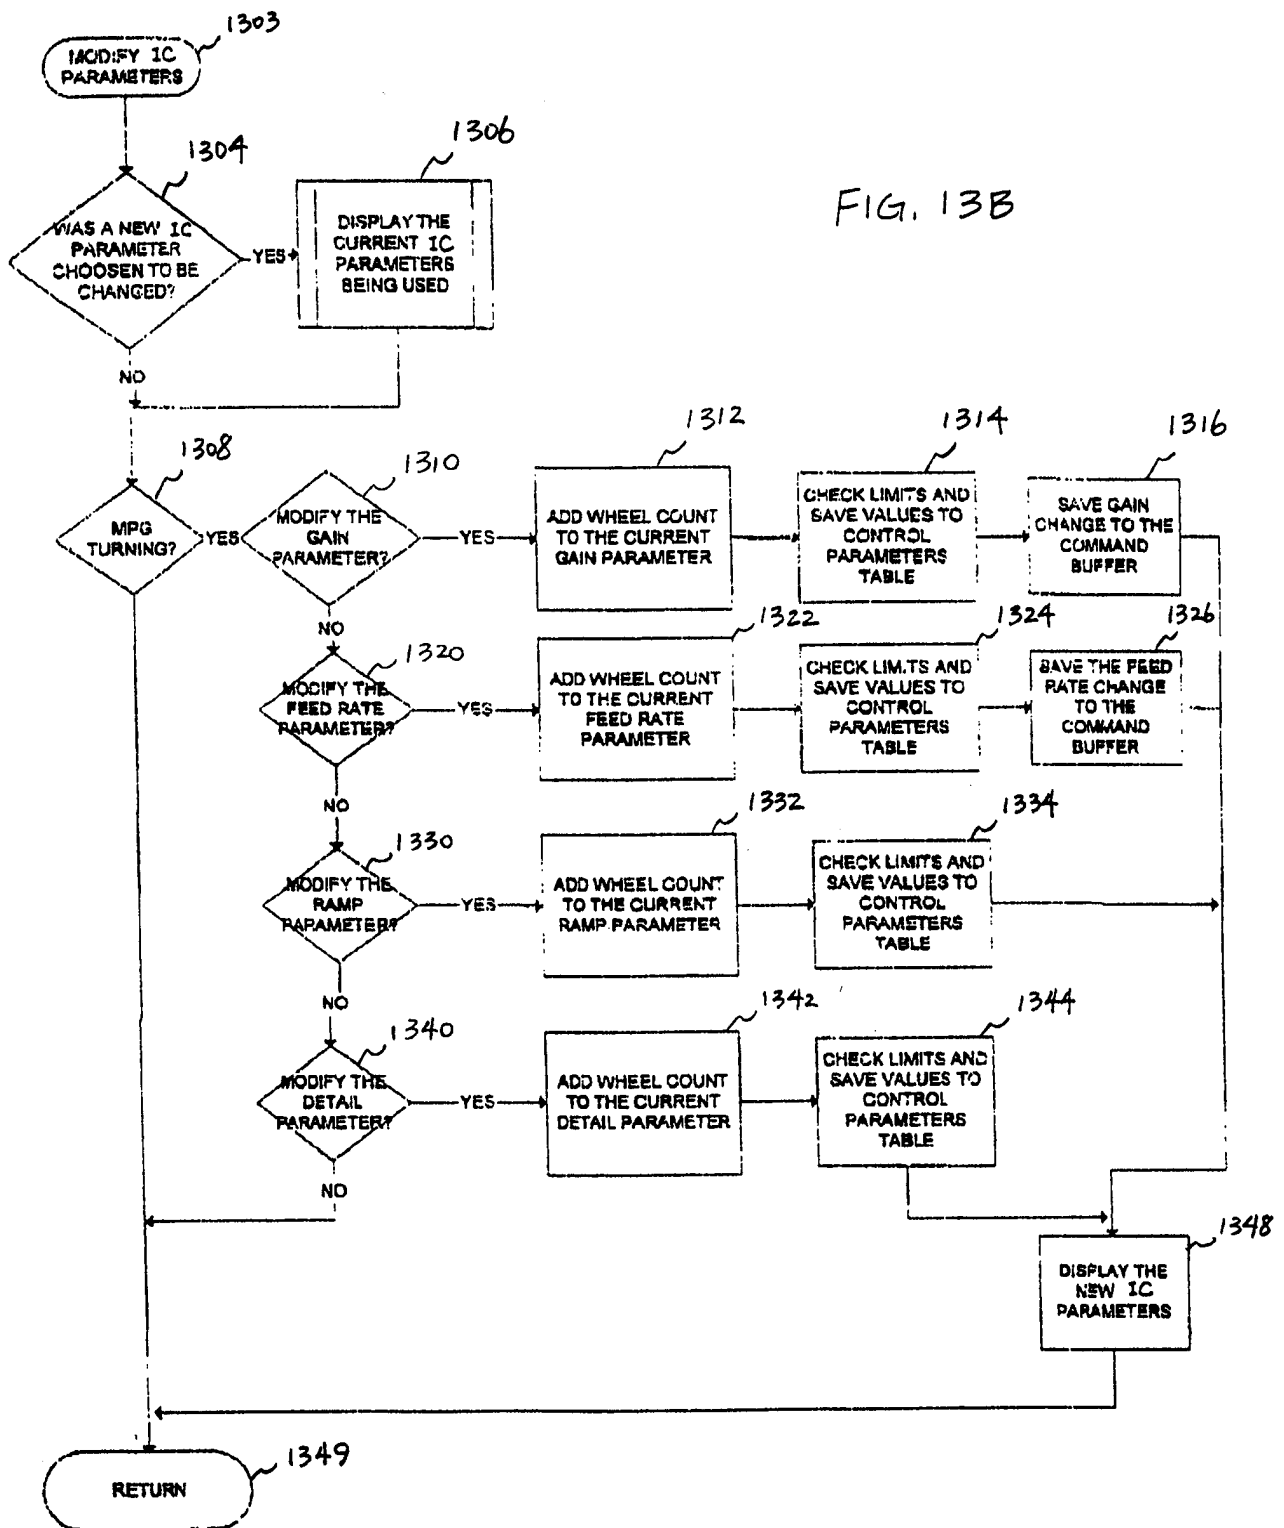 1303
MODIFY IC
PARAMETERS
1304
WAS A NEW IC
PARAMETER
CHOOSEN TO BE
CHANGED?
YES
1306
DISPLAY THE
CURRENT IC
PARAMETERS
BEING USED
FIG. 13B
NO
1308
MPG
TURNING?
YES
1310
MODIFY THE
GAIN
PARAMETER?
YES
1312
ADD WHEEL COUNT
TO THE CURRENT
GAIN PARAMETER
1314
CHECK LIMITS AND
SAVE VALUES TO
CONTROL
PARAMETERS
TABLE
1316
SAVE GAIN
CHANGE TO THE
COMMAND
BUFFER
NO
1320
MODIFY THE
FEED RATE
PARAMETER?
YES
1322
ADD WHEEL COUNT
TO THE CURRENT
FEED RATE
PARAMETER
1324
CHECK LIMITS AND
SAVE VALUES TO
CONTROL
PARAMETERS
TABLE
1326
SAVE THE FEED
RATE CHANGE
TO THE
COMMAND
BUFFER
NO
1330
MODIFY THE
RAMP
PARAMETER?
YES
1332
ADD WHEEL COUNT
TO THE CURRENT
RAMP PARAMETER
1334
CHECK LIMITS AND
SAVE VALUES TO
CONTROL
PARAMETERS
TABLE
NO
1340
MODIFY THE
DETAIL
PARAMETER?
YES
1342
ADD WHEEL COUNT
TO THE CURRENT
DETAIL PARAMETER
1344
CHECK LIMITS AND
SAVE VALUES TO
CONTROL
PARAMETERS
TABLE
NO
1348
DISPLAY THE
NEW IC
PARAMETERS
1349
RETURN